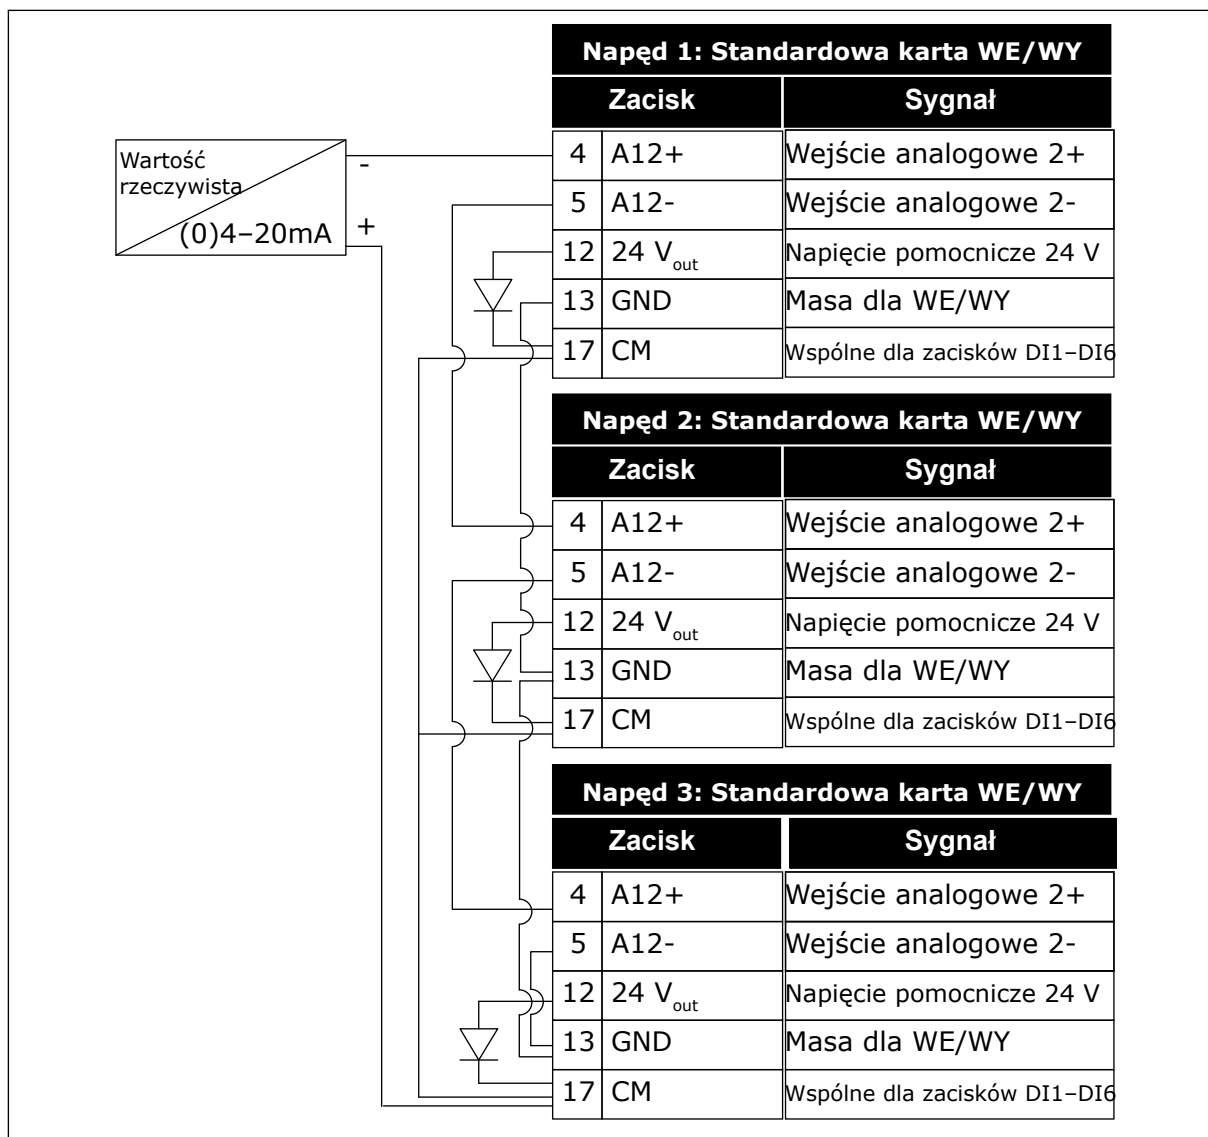 Napęd 1: Standardowa karta WE/WY
Zacisk Sygnał
Wartość
rzeczywista
(0)4–20mA
-
+
4 A12+ Wejście analogowe 2+
5 A12- Wejście analogowe 2-
12 24 Vout Napięcie pomocnicze 24 V
13 GND Masa dla WE/WY
17 CM Wspólne dla zacisków DI1–DI6
Napęd 2: Standardowa karta WE/WY
Zacisk Sygnał
4 A12+ Wejście analogowe 2+
5 A12- Wejście analogowe 2-
12 24 Vout Napięcie pomocnicze 24 V
13 GND Masa dla WE/WY
17 CM Wspólne dla zacisków DI1–DI6
Napęd 3: Standardowa karta WE/WY
Zacisk Sygnał
4 A12+ Wejście analogowe 2+
5 A12- Wejście analogowe 2-
12 24 Vout Napięcie pomocnicze 24 V
13 GND Masa dla WE/WY
17 CM Wspólne dla zacisków DI1–DI6